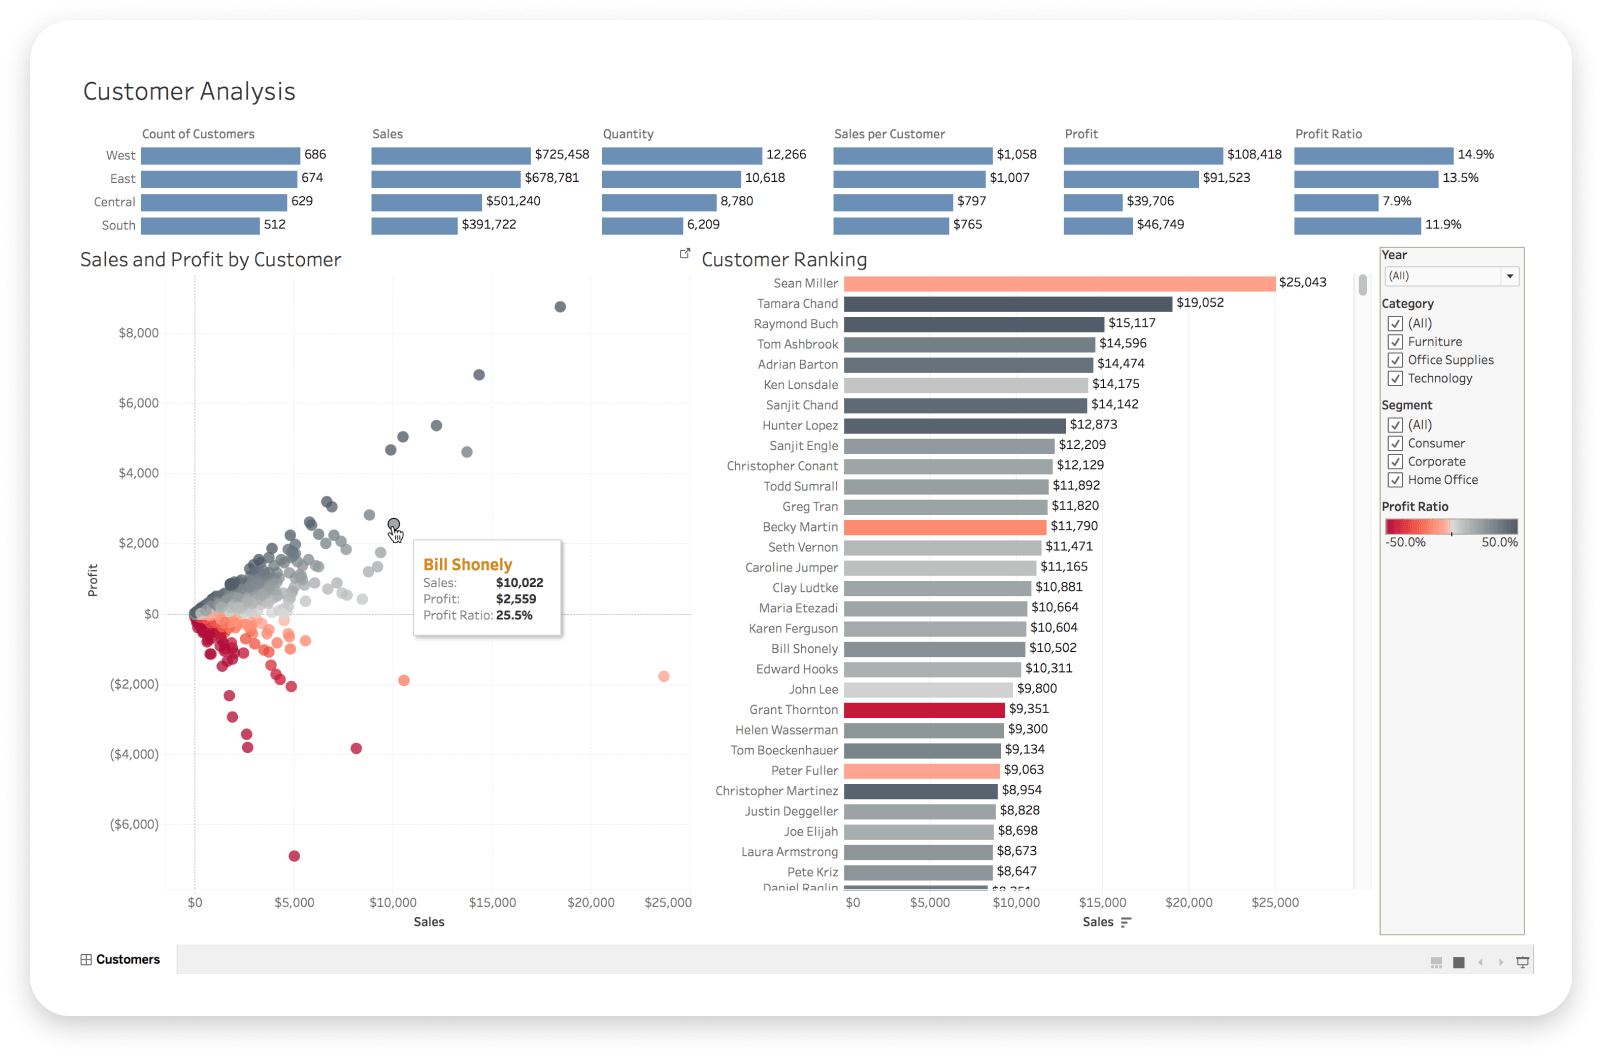 Customer Analysis
Count of Customers Sales Quantity Sales per Customer Profit Profit Ratio
West 686 $725,458 12,266 $1,058 $108,418 14.9%
East 674 $678,781 10,618 $1,007 $91,523 13.5%
Central 629 $501,240 8,780 $797 $39,706 7.9%
South 512 $391,722 6,209 $765 $46,749 11.9%
Sales and Profit by Customer
$8,000
$6,000
$4,000
$2,000
$0
($2,000)
($4,000)
($6,000)
Profit
Bill Shonely
Sales: $10,022
Profit: $2,559
Profit Ratio: 25.5%
$0 $5,000 $10,000 $15,000 $20,000 $25,000
Sales
Customer Ranking
Sean Miller $25,043
Tamara Chand $19,052
Raymond Buch $15,117
Tom Ashbrook $14,596
Adrian Barton $14,474
Ken Lonsdale $14,175
Sanjit Chand $14,142
Hunter Lopez $12,873
Sanjit Engle $12,209
Christopher Conant $12,129
Todd Sumrall $11,892
Greg Tran $11,820
Becky Martin $11,790
Seth Vernon $11,471
Caroline Jumper $11,165
Clay Ludtke $10,881
Maria Etezadi $10,664
Karen Ferguson $10,604
Bill Shonely $10,502
Edward Hooks $10,311
John Lee $9,800
Grant Thornton $9,351
Helen Wasserman $9,300
Tom Boeckenhauer $9,134
Peter Fuller $9,063
Christopher Martinez $8,954
Justin Deggeller $8,828
Joe Elijah $8,698
Laura Armstrong $8,673
Pete Kriz $8,647
Daniel Raglin $8,351
$0 $5,000 $10,000 $15,000 $20,000 $25,000
Sales
Year
(All)
Category
(All)
Furniture
Office Supplies
Technology
Segment
(All)
Consumer
Corporate
Home Office
Profit Ratio
-50.0% 50.0%
Customers